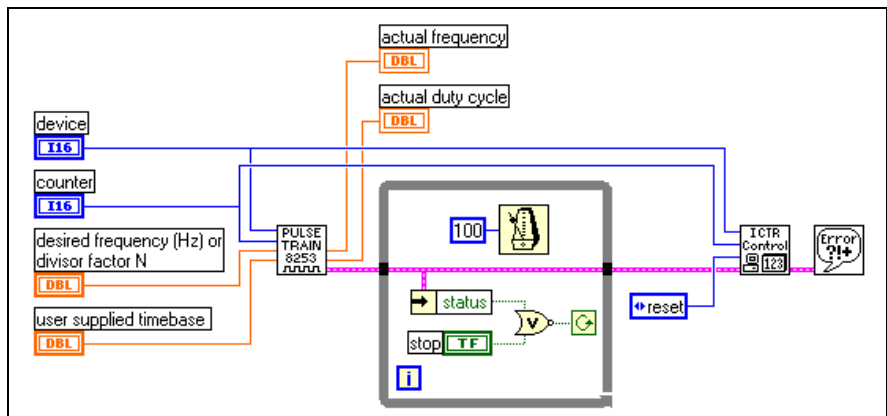 actual frequency
DBL
actual duty cycle
DBL
device
I16
counter
I16
desired frequency (Hz) or
divisor factor N
DBL
user supplied timebase
DBL
PULSE
TRAIN
8253
100
status
stop
TF
V
i
ICTR
Control
123
reset
Error
?!+